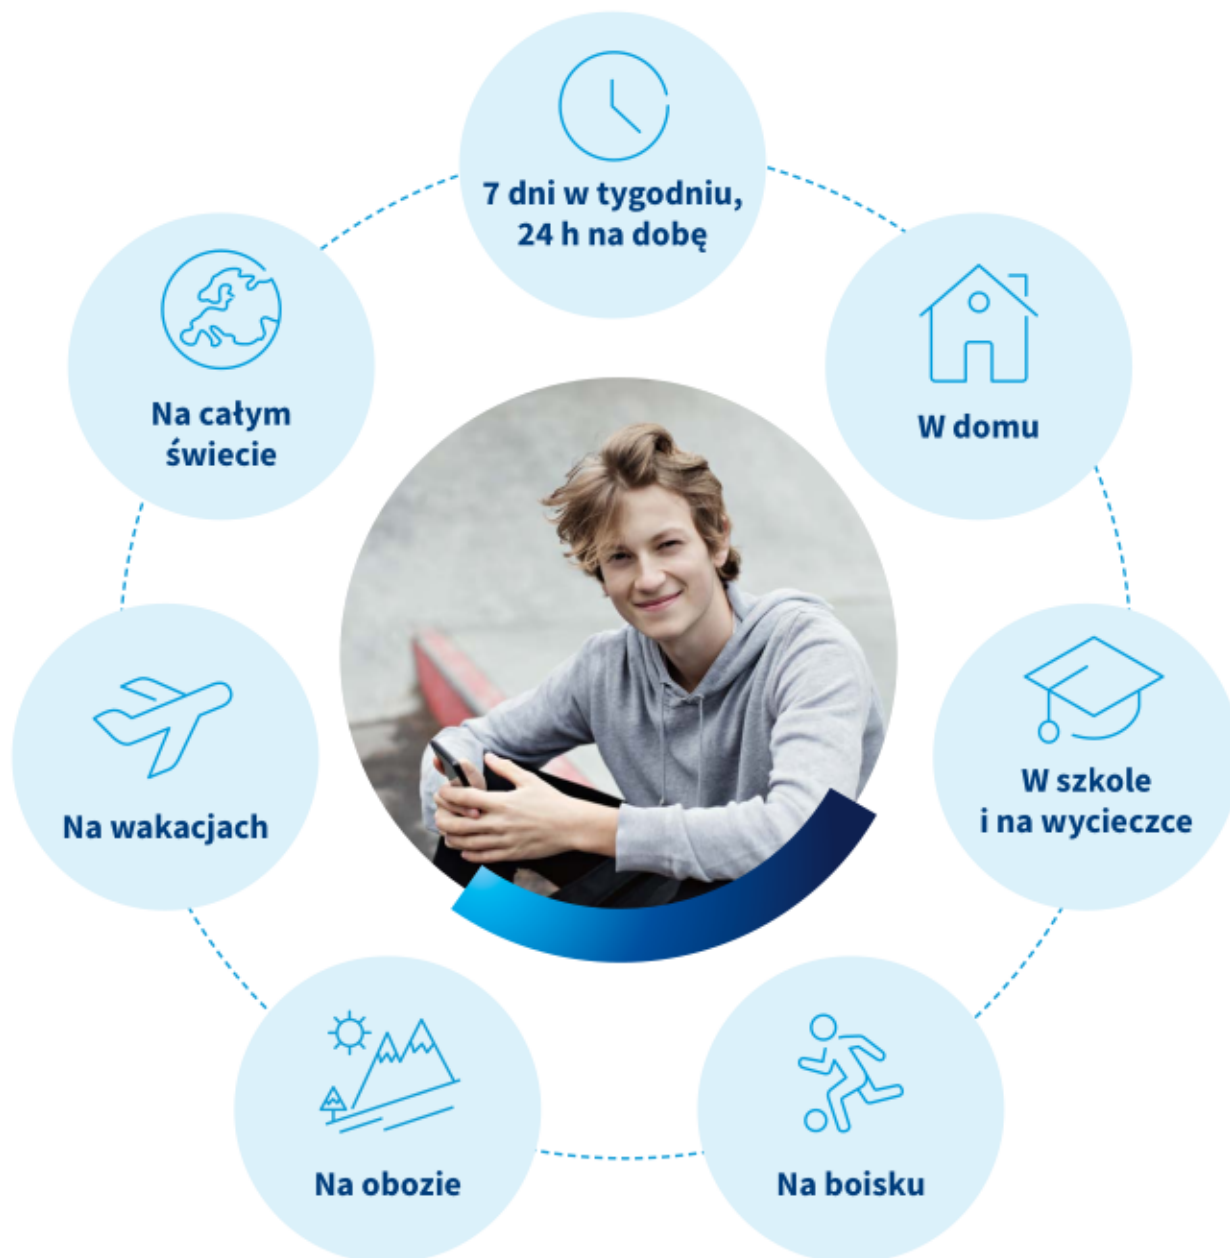 7 dni w tygodniu,
24 h na dobę
Na całym
świecie
W domu
Na wakacjach
W szkole
i na wycieczce
Na obozie
Na boisku